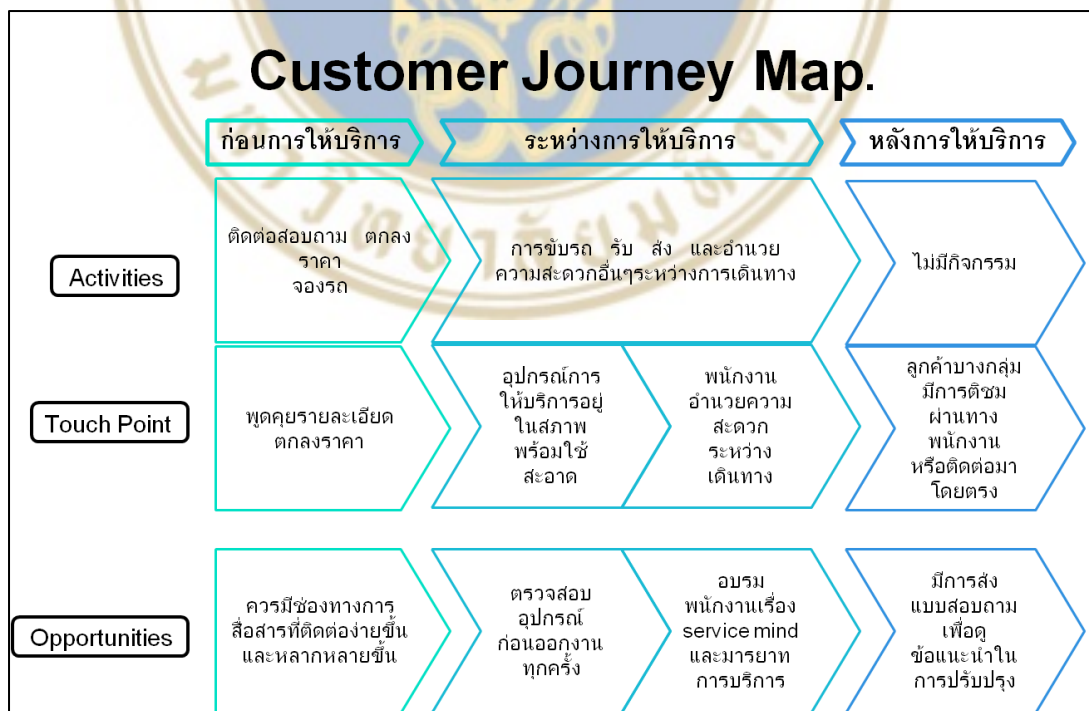 Customer Journey Map.
ก่อนการให้บริการ
ระหว่างการให้บริการ
หลังการให้บริการ
Activities
ติดต่อสอบถาม ตกลง
ราคา
จองรถ
การขับรถ รับ ส่ง และอำนวย
ความสะดวกอื่นๆระหว่างการเดินทาง
ไม่มีกิจกรรม
Touch Point
พูดคุยรายละเอียด
ตกลงราคา
อุปกรณ์การ
ให้บริการอยู่
ในสภาพ
พร้อมใช้
สะอาด
พนักงาน
อำนวยความ
สะดวก
ระหว่าง
เดินทาง
ลูกค้าบางกลุ่ม
มีการติชม
ผ่านทาง
พนักงาน
หรือติดต่อมา
โดยตรง
Opportunities
ควรมีช่องทางการ
สื่อสารที่ติดต่อง่ายขึ้น
และหลากหลายขึ้น
ตรวจสอบ
อุปกรณ์
ก่อนออกงาน
ทุกครั้ง
อบรม
พนักงานเรื่อง
service mind
และมารยาท
การบริการ
มีการส่ง
แบบสอบถาม
เพื่อดู
ข้อแนะนำใน
การปรับปรุง
มหาวิทยาลัยมหิดล